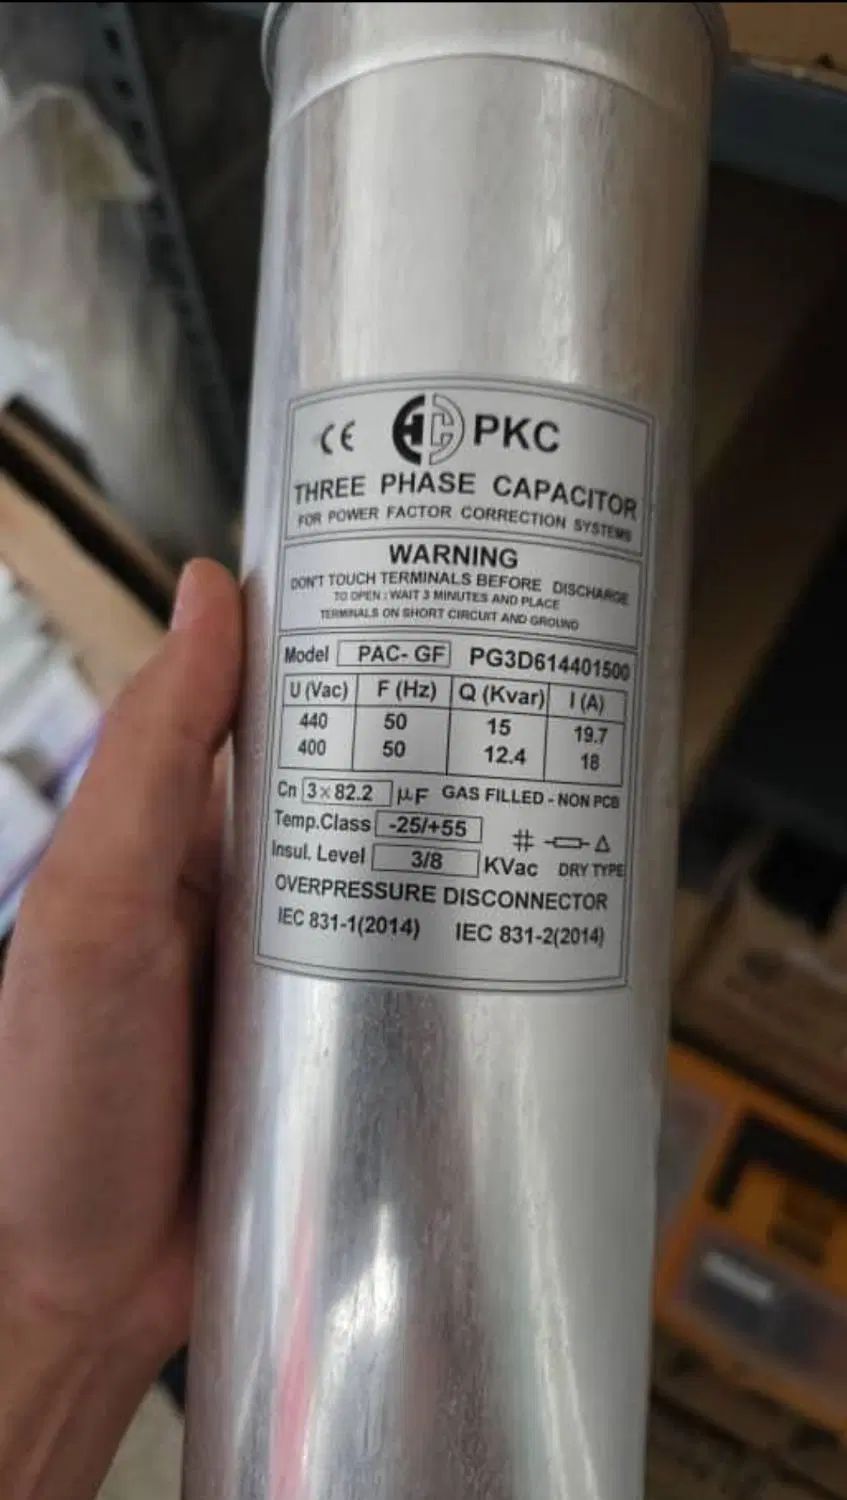 CE HC PKC
THREE PHASE CAPACITOR
FOR POWER FACTOR CORRECTION SYSTEMS
WARNING
DON'T TOUCH TERMINALS BEFORE DISCHARGE
TO OPEN : WAIT 3 MINUTES AND PLACE
TERMINALS ON SHORT CIRCUIT AND GROUND
Model PAC- GF PG3D614401500
U (Vac) F (Hz) Q (Kvar) I (A)
440 50 15 19.7
400 50 12.4 18
Cn 3×82.2 μF GAS FILLED - NON PCB
Temp.Class -25/+55
Insul. Level 3/8 KVac DRY TYPE
OVERPRESSURE DISCONNECTOR
IEC 831-1(2014) IEC 831-2(2014)